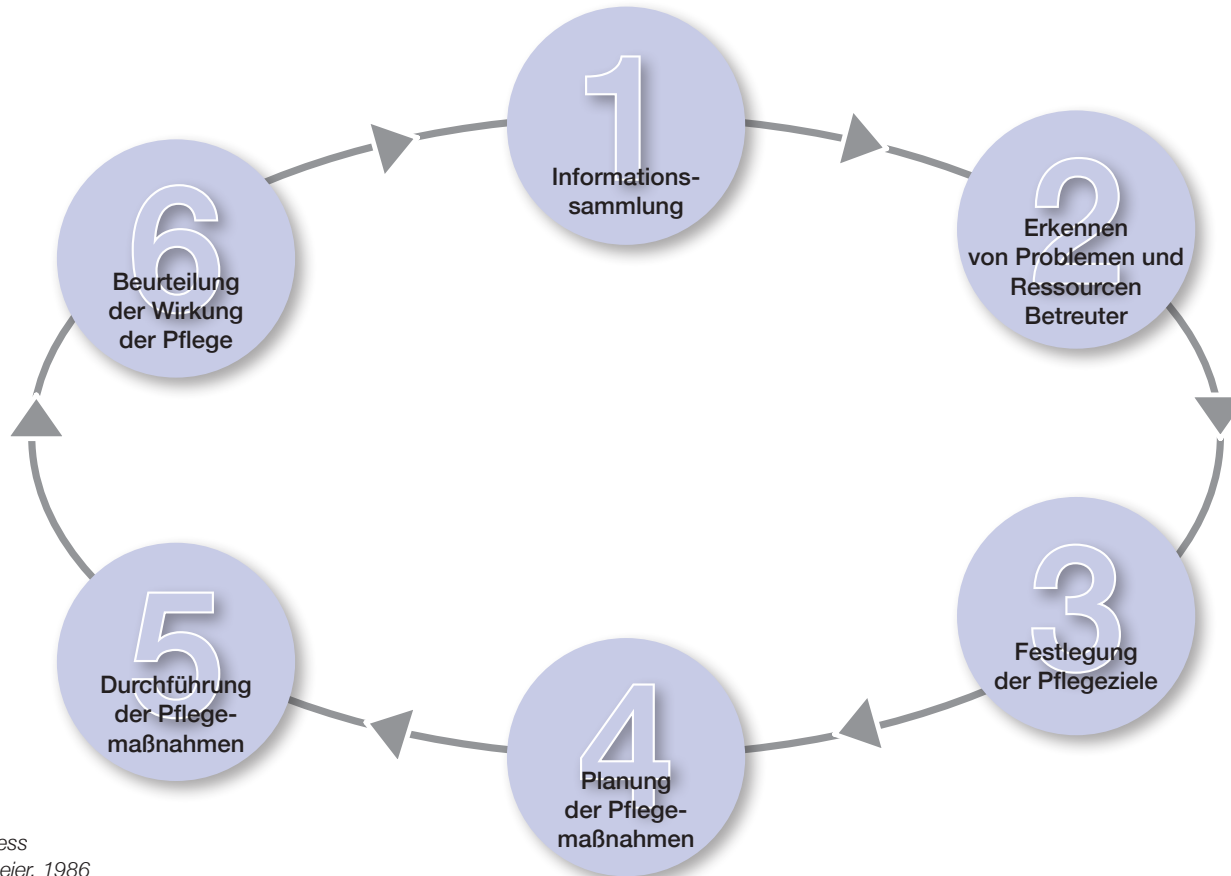 1
Informations-
sammlung
2
Erkennen
von Problemen und
Ressourcen
Betreuter
3
Festlegung
der Pflegeziele
4
Planung
der Pflege-
maßnahmen
5
Durchführung
der Pflege-
maßnahmen
6
Beurteilung
der Wirkung
der Pflege
1986